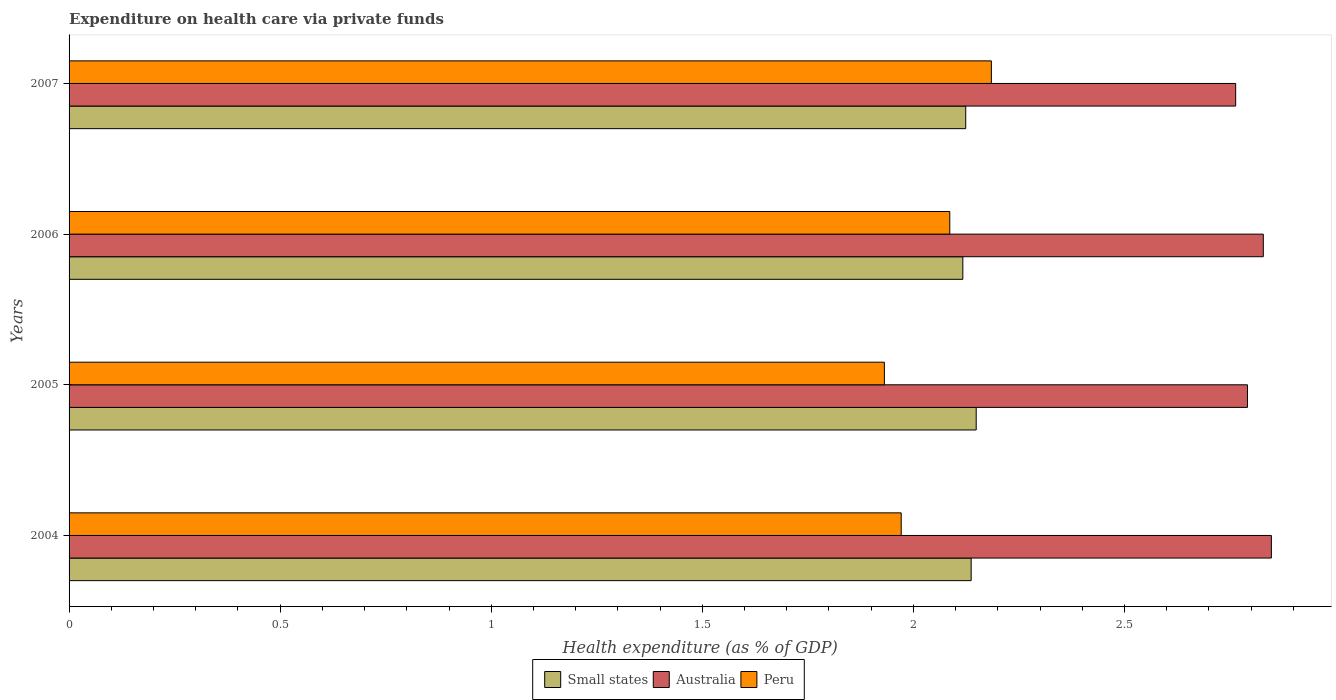 Expenditure on health care via private funds
2007
2006
2005
2004
Years
0
0.5
1
1.5
2
2.5
Health expenditure (as % of GDP)
Small states
Australia
Peru